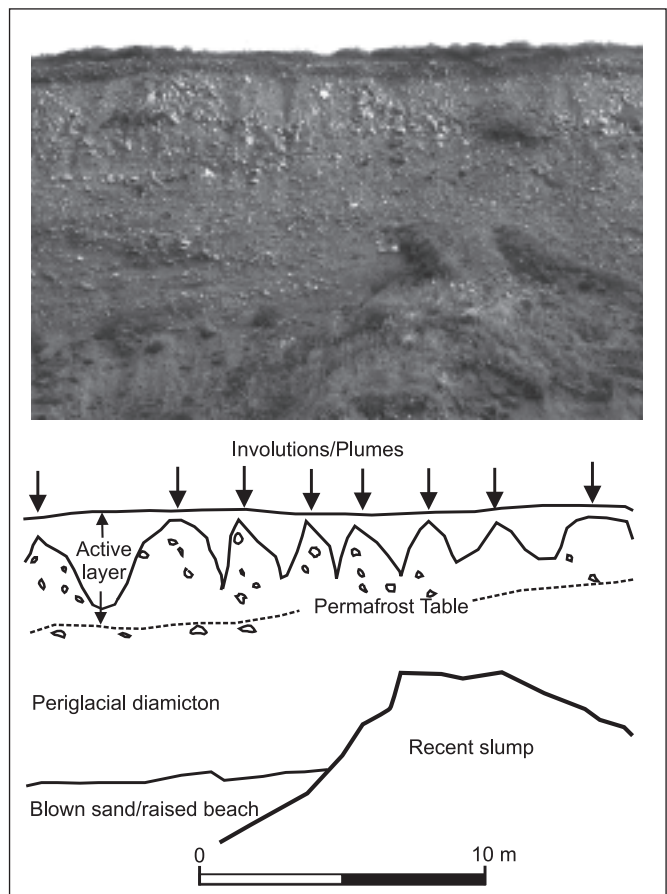 Involutions/Plumes
Active
layer
Permafrost Table
Periglacial diamicton
Recent slump
Blown sand/raised beach
0
10 m